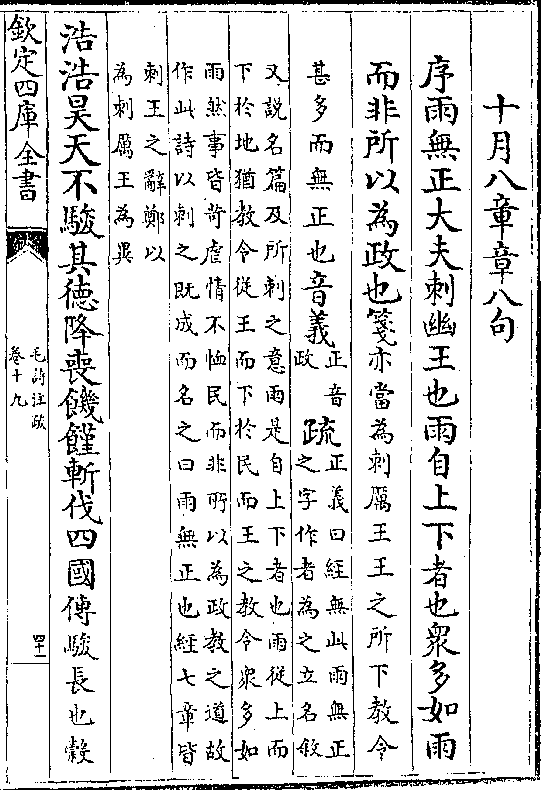 十月八章章八句
序雨無正大夫刺幽王也雨自上下者也衆多如雨
而非所以為政也箋亦當為刺厲王王之所下教令
甚多而無正也音義正音
政疏正義曰經無此雨無正
之字作者為之立名叙
又說名篇及所刺之意雨是自上下者也雨從上而
下於地猶教令從王而下於民而王之教令衆多如
雨然事皆苛虐情不恤民而非所以為政教之道故
作此詩以刺之既成而名之曰雨無正也經七章皆
刺王之辭鄭以
為刺厲王為異
浩浩昊天不駿其德降喪饑饉斬伐四國傳駿長也穀
欽定四庫全書
毛詩注疏
卷十九
四十一